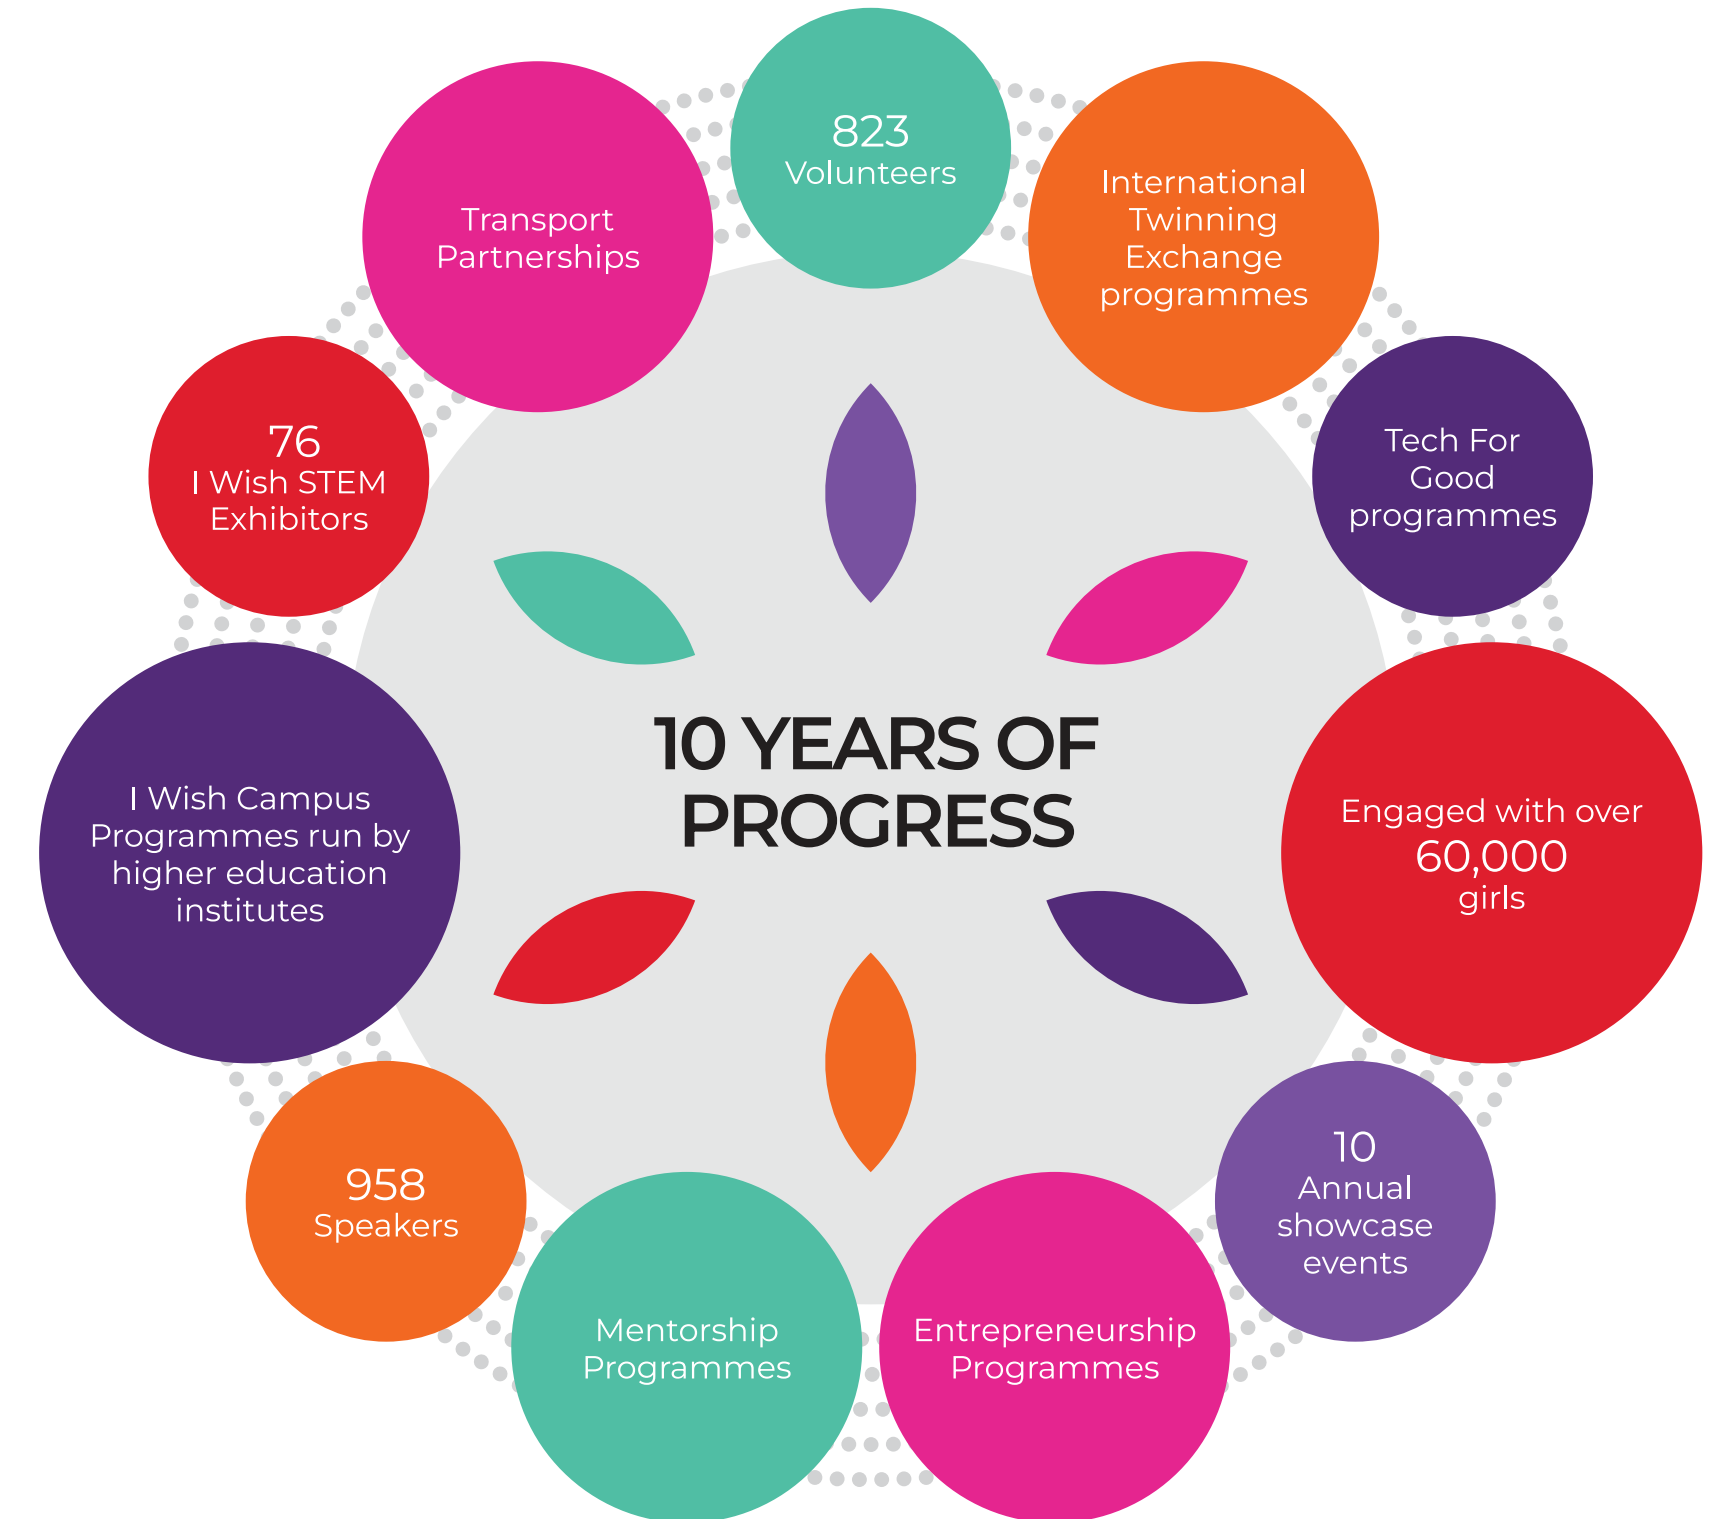 823
Volunteers
International
Twinning
Exchange
programmes
Tech For
Good
programmes
Engaged with over
60,000
girls
10
Annual
showcase
events
Entrepreneurship
Programmes
Mentorship
Programmes
958
Speakers
I Wish Campus
Programmes run by
higher education
institutes
76
I Wish STEM
Exhibitors
Transport
Partnerships
10 YEARS OF
PROGRESS